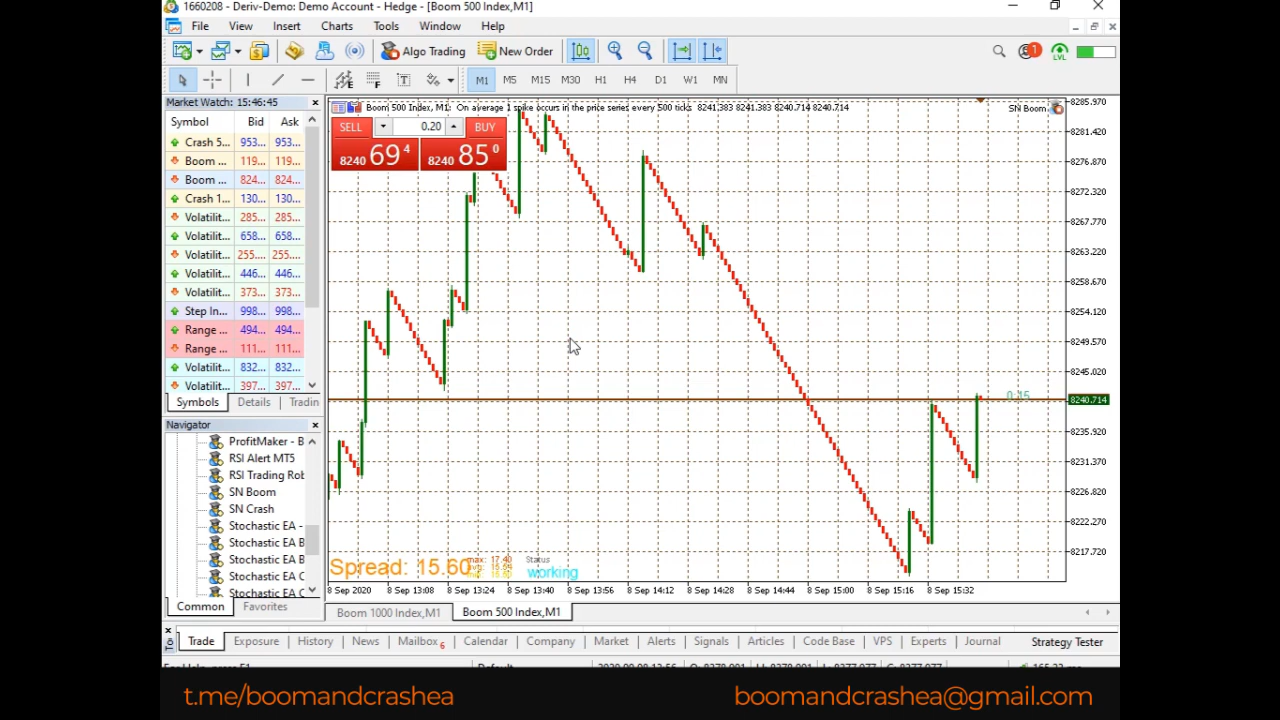 1660208 - Deriv-Demo: Demo Account - Hedge - [Boom 500 Index,M1]
File View Insert Charts Tools Window Help
Algo Trading New Order 1 LVL
M1 M5 M15 M30 H1 H4 D1 W1 MN
Market Watch: 15:46:45
Symbol Bid Ask
Crash 5... 953... 953...
Boom ... 119... 119...
Boom ... 824... 824...
Crash 1... 130... 130...
Volatilit... 285... 285...
Volatilit... 658... 658...
Volatilit... 255... 255...
Volatilit... 446... 446...
Volatilit... 373... 373...
Step In... 998... 998...
Range ... 494... 494...
Range ... 111... 111...
Volatilit... 832... 832...
Volatilit... 397... 397...
Symbols Details Tradin
Navigator
ProfitMaker - B
RSI Alert MT5
RSI Trading Rob
SN Boom
SN Crash
Stochastic EA -
Stochastic EA B
Stochastic EA B
Stochastic EA C
Stochastic EA C
Common Favorites
Boom 500 Index, M1: On average 1 spike occurs in the price series every 500 ticks 8241.383 8241.383 8240.714 8240.714
SN Boom
SELL 0.20 BUY
8240 69 4 8240 85 0
8285.970
8281.420
8276.870
8272.320
8267.770
8263.220
8258.670
8254.120
8249.570
8245.020
0:15
8240.714
8235.920
8231.370
8226.820
8222.270
8217.720
Spread: 15.60
max: 17.40
Status
working
8 Sep 2020 8 Sep 13:08 8 Sep 13:24 8 Sep 13:40 8 Sep 13:56 8 Sep 14:12 8 Sep 14:28 8 Sep 14:44 8 Sep 15:00 8 Sep 15:16 8 Sep 15:32
Boom 1000 Index,M1 Boom 500 Index,M1
Trade Exposure History News Mailbox 6 Calendar Company Market Alerts Signals Articles Code Base VPS Experts Journal Strategy Tester
t.me/boomandcrashea
boomandcrashea@gmail.com